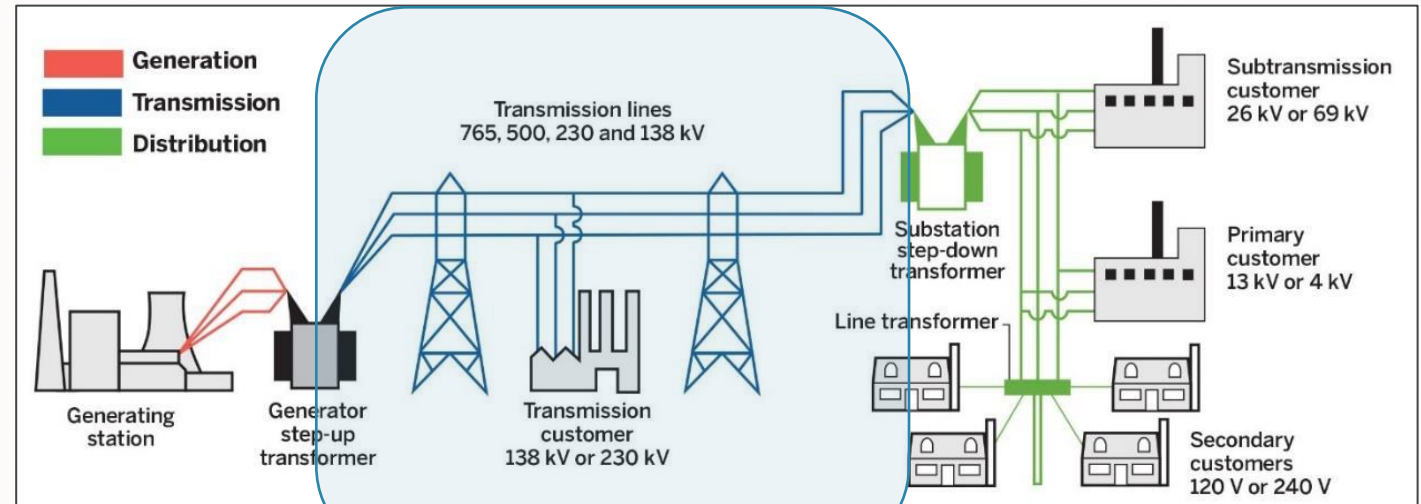 Generation
Transmission
Distribution
Transmission lines
765, 500, 230 and 138 kV
Subtransmission
customer
26 kV or 69 kV
Substation
step-down
transformer
Primary
customer
13 kV or 4 kV
Line transformer
Generating
station
Generator
step-up
transformer
Transmission
customer
138 kV or 230 kV
Secondary
customers
120 V or 240 V